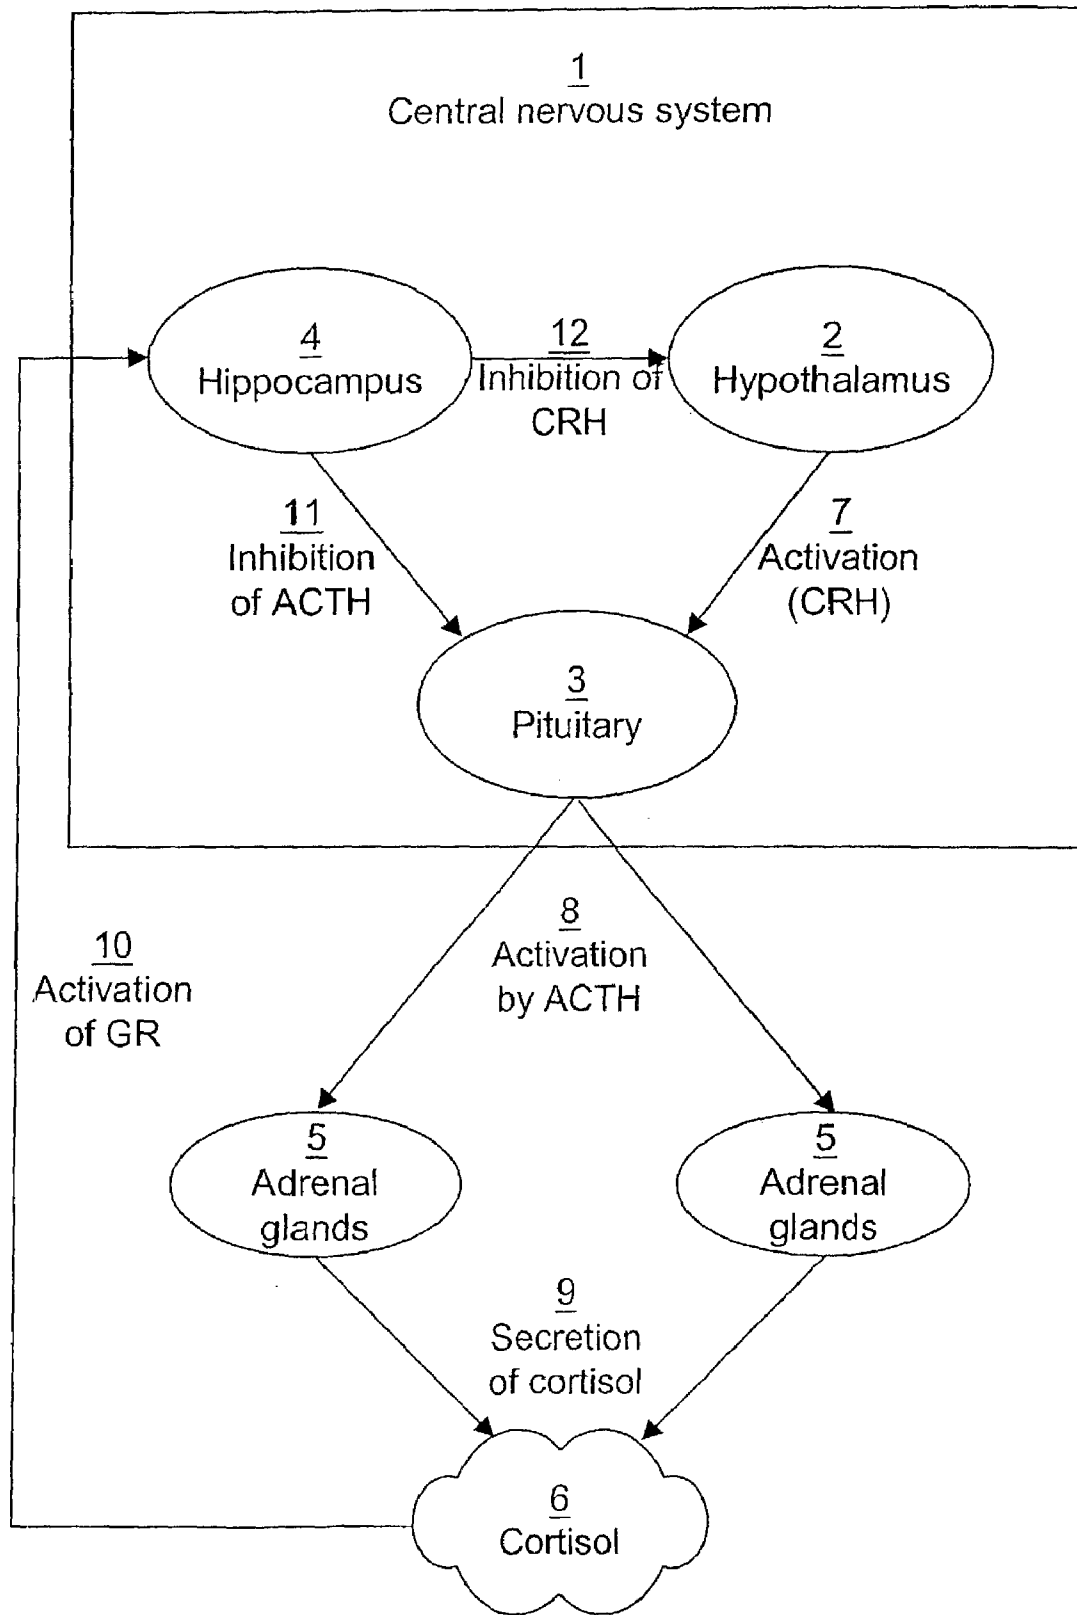 1
Central nervous system
4
Hippocampus
12
Inhibition of
CRH
2
Hypothalamus
11
Inhibition
of ACTH
7
Activation
(CRH)
3
Pituitary
8
Activation
by ACTH
10
Activation
of GR
5
Adrenal
glands
5
Adrenal
glands
9
Secretion
of cortisol
6
Cortisol